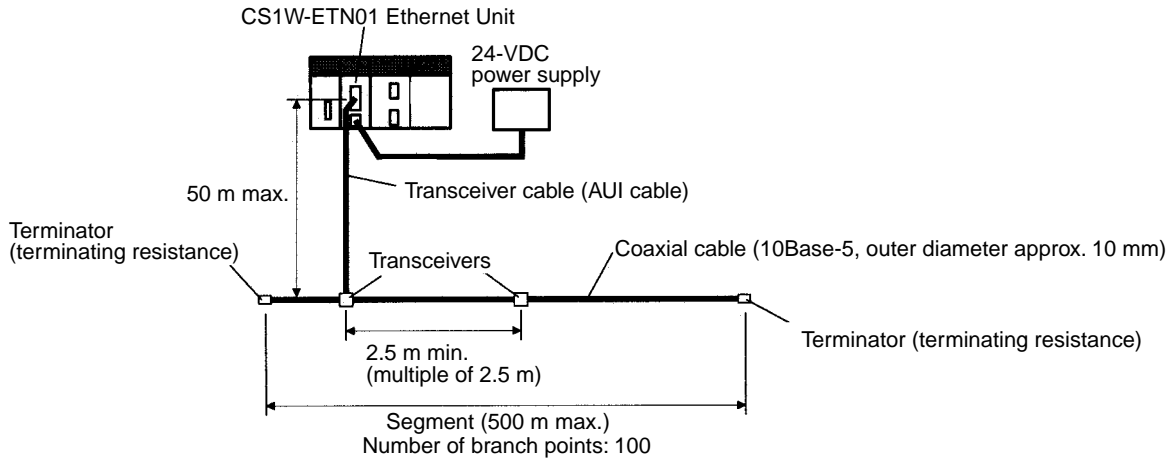 CS1W-ETN01 Ethernet Unit
24-VDC
power supply
50 m max.
Transceiver cable (AUI cable)
Terminator
(terminating resistance)
Transceivers
Coaxial cable (10Base-5, outer diameter approx. 10 mm)
Terminator (terminating resistance)
2.5 m min.
(multiple of 2.5 m)
Segment (500 m max.)
Number of branch points: 100